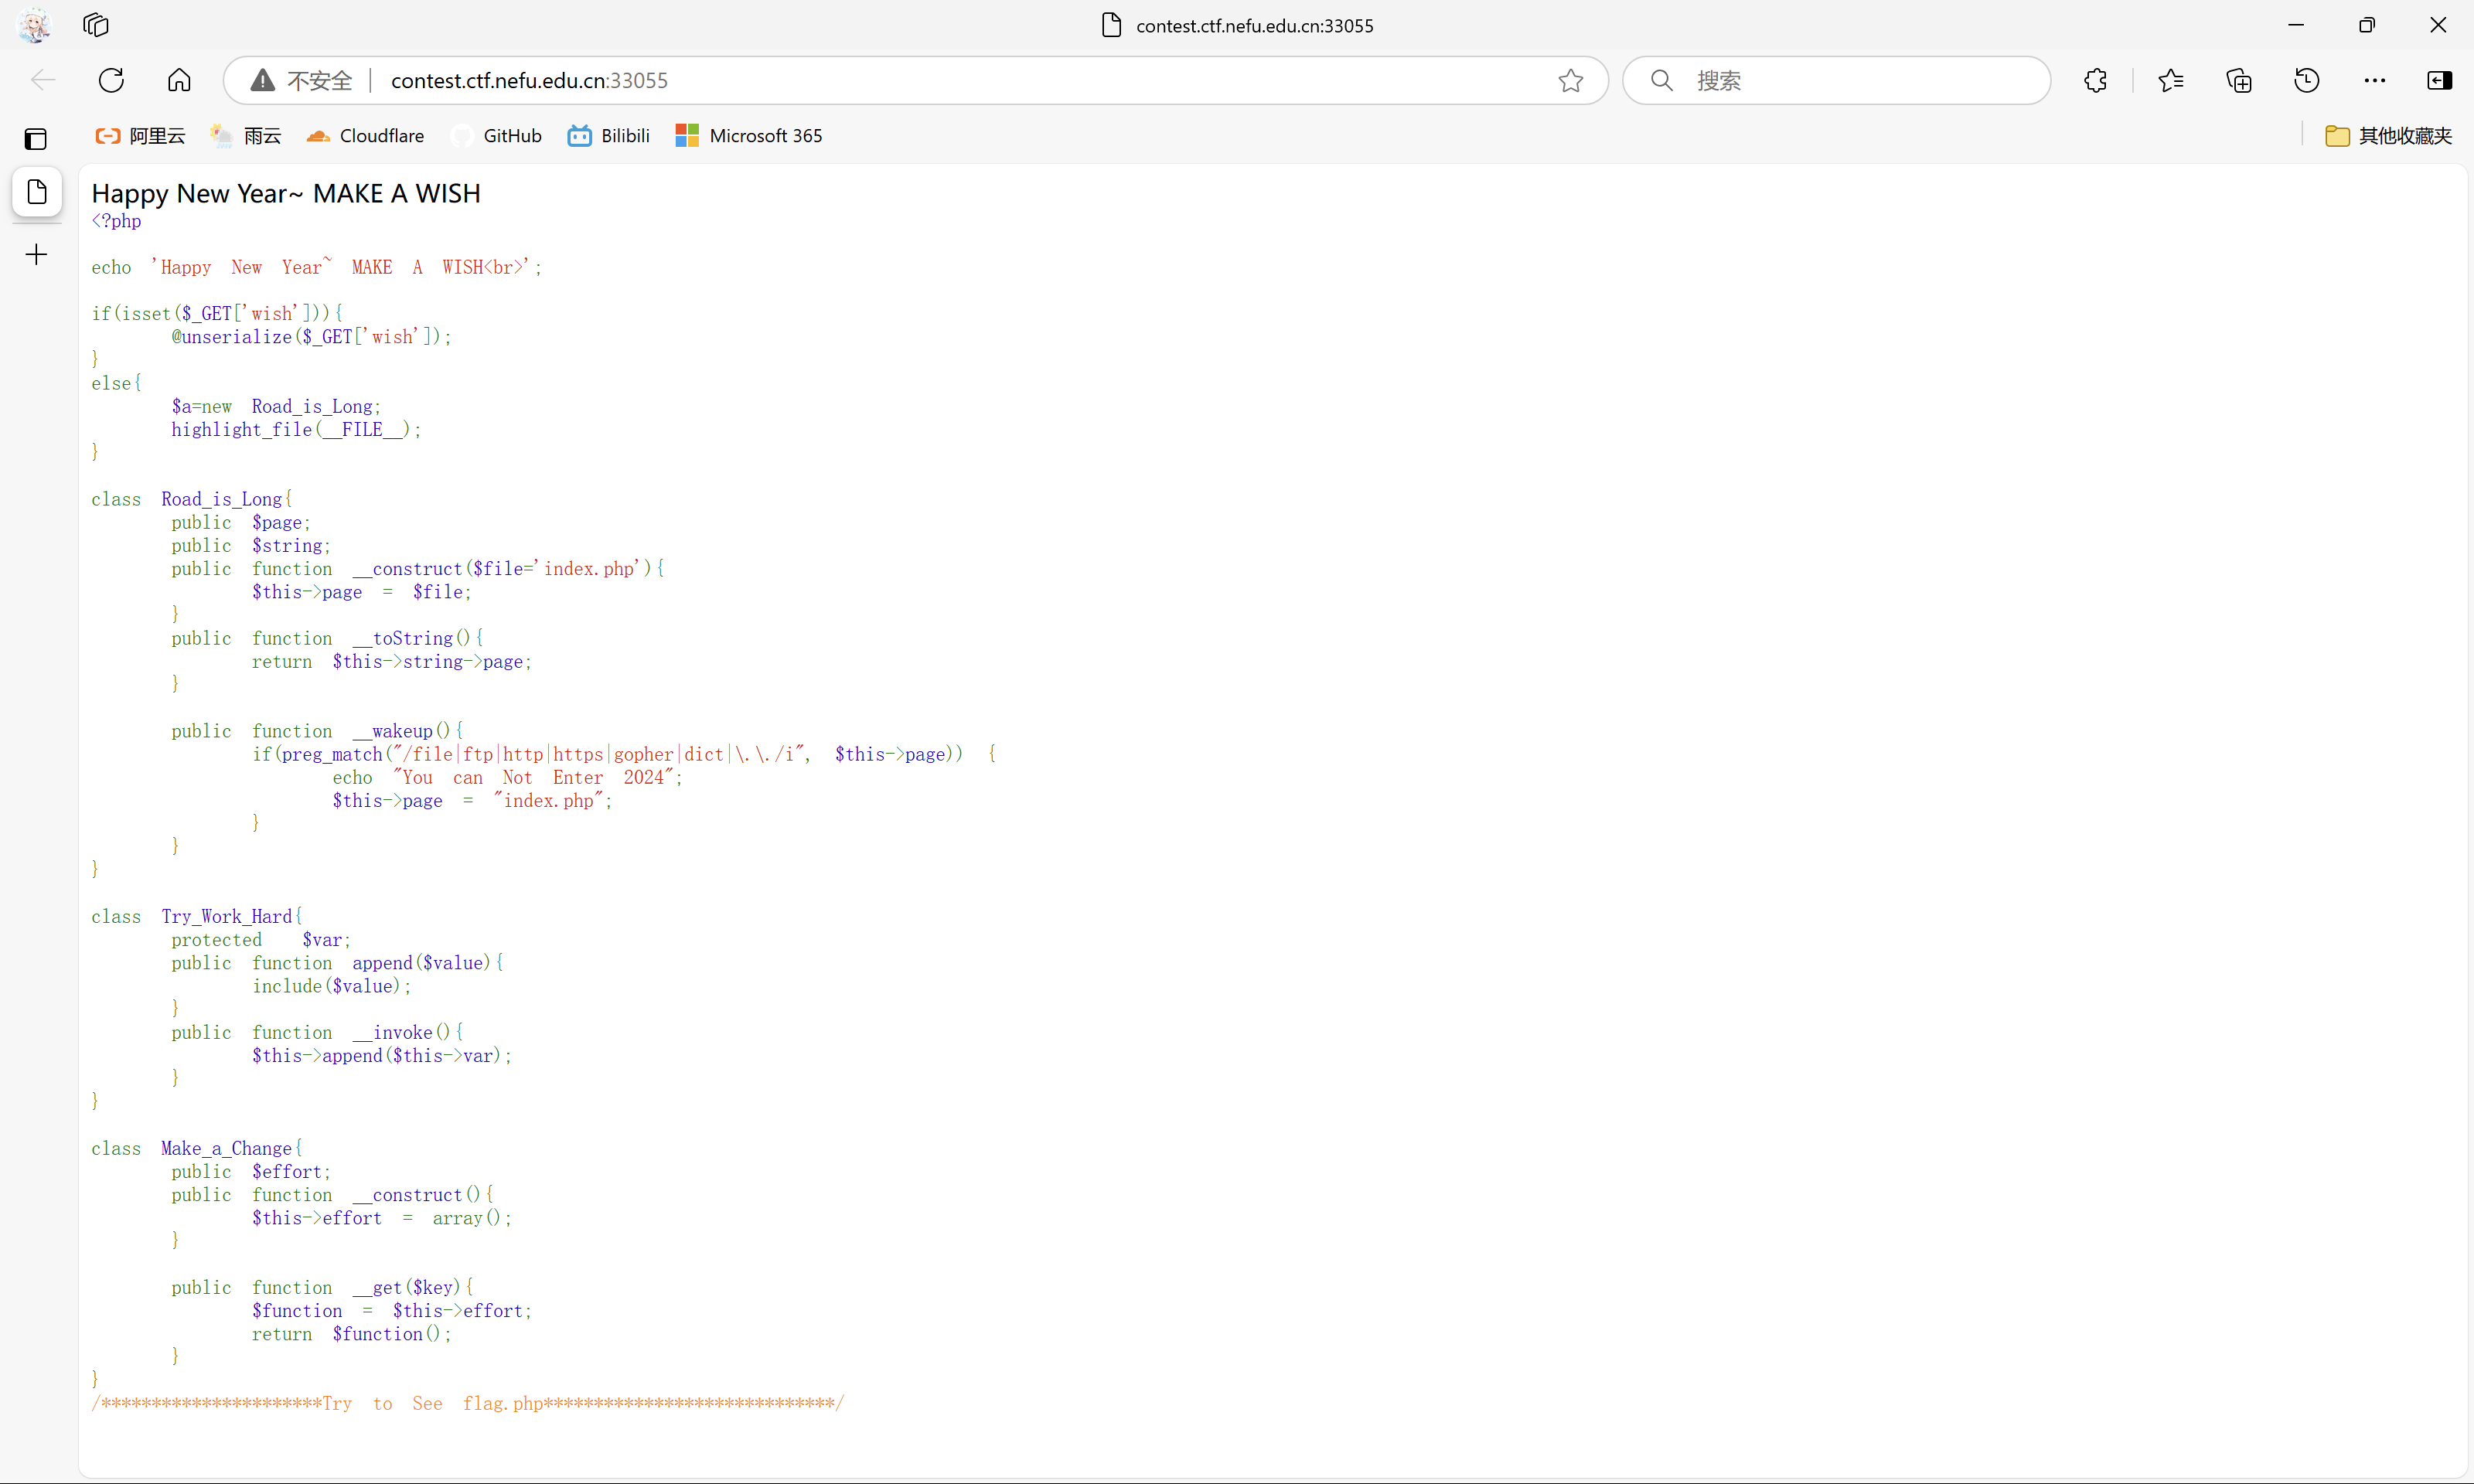 contest.ctf.nefu.edu.cn:33055
不安全 contest.ctf.nefu.edu.cn:33055 搜索
阿里云 雨云 Cloudflare GitHub Bilibili Microsoft 365 其他收藏夹
Happy New Year~ MAKE A WISH
<?php
echo 'Happy New Year~ MAKE A WISH<br>';
if(isset($_GET['wish'])){
@unserialize($_GET['wish']);
}
else{
$a=new Road_is_Long;
highlight_file(__FILE__);
}
class Road_is_Long{
public $page;
public $string;
public function __construct($file='index.php'){
$this->page = $file;
}
public function __toString(){
return $this->string->page;
}
public function __wakeup(){
if(preg_match("/file|ftp|http|https|gopher|dict|\.\./i", $this->page)) {
echo "You can Not Enter 2024";
$this->page = "index.php";
}
}
}
class Try_Work_Hard{
protected $var;
public function append($value){
include($value);
}
public function __invoke(){
$this->append($this->var);
}
}
class Make_a_Change{
public $effort;
public function __construct(){
$this->effort = array();
}
public function __get($key){
$function = $this->effort;
return $function();
}
}
/**********************Try to See flag.php*****************************/